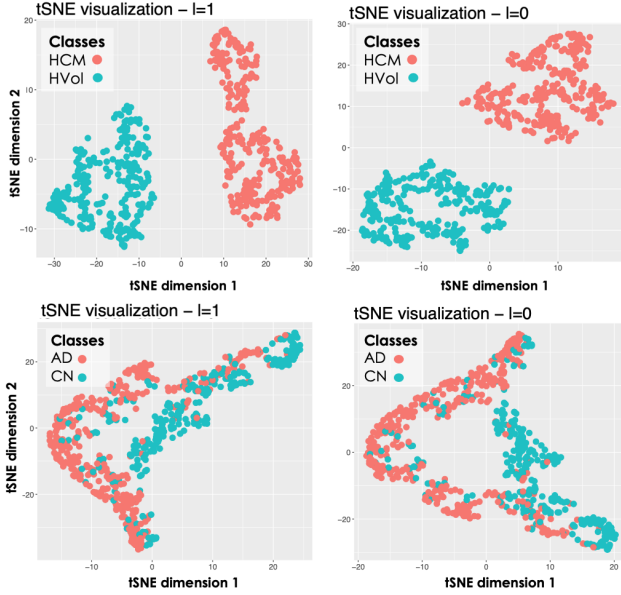 tSNE visualization – l=1
Classes
HCM
HVol
20
10
0
−10
tSNE dimension 2
−30 −20 −10 0 10 20 30
tSNE dimension 1
tSNE visualization – l=0
Classes
HCM
HVol
30
20
10
0
−10
−20
−20 −10 0 10
tSNE dimension 1
tSNE visualization – l=1
Classes
AD
CN
20
0
−20
tSNE dimension 2
−10 0 10 20
tSNE dimension 1
tSNE visualization – l=0
Classes
AD
CN
20
0
−20
−20 −10 0 10 20
tSNE dimension 1